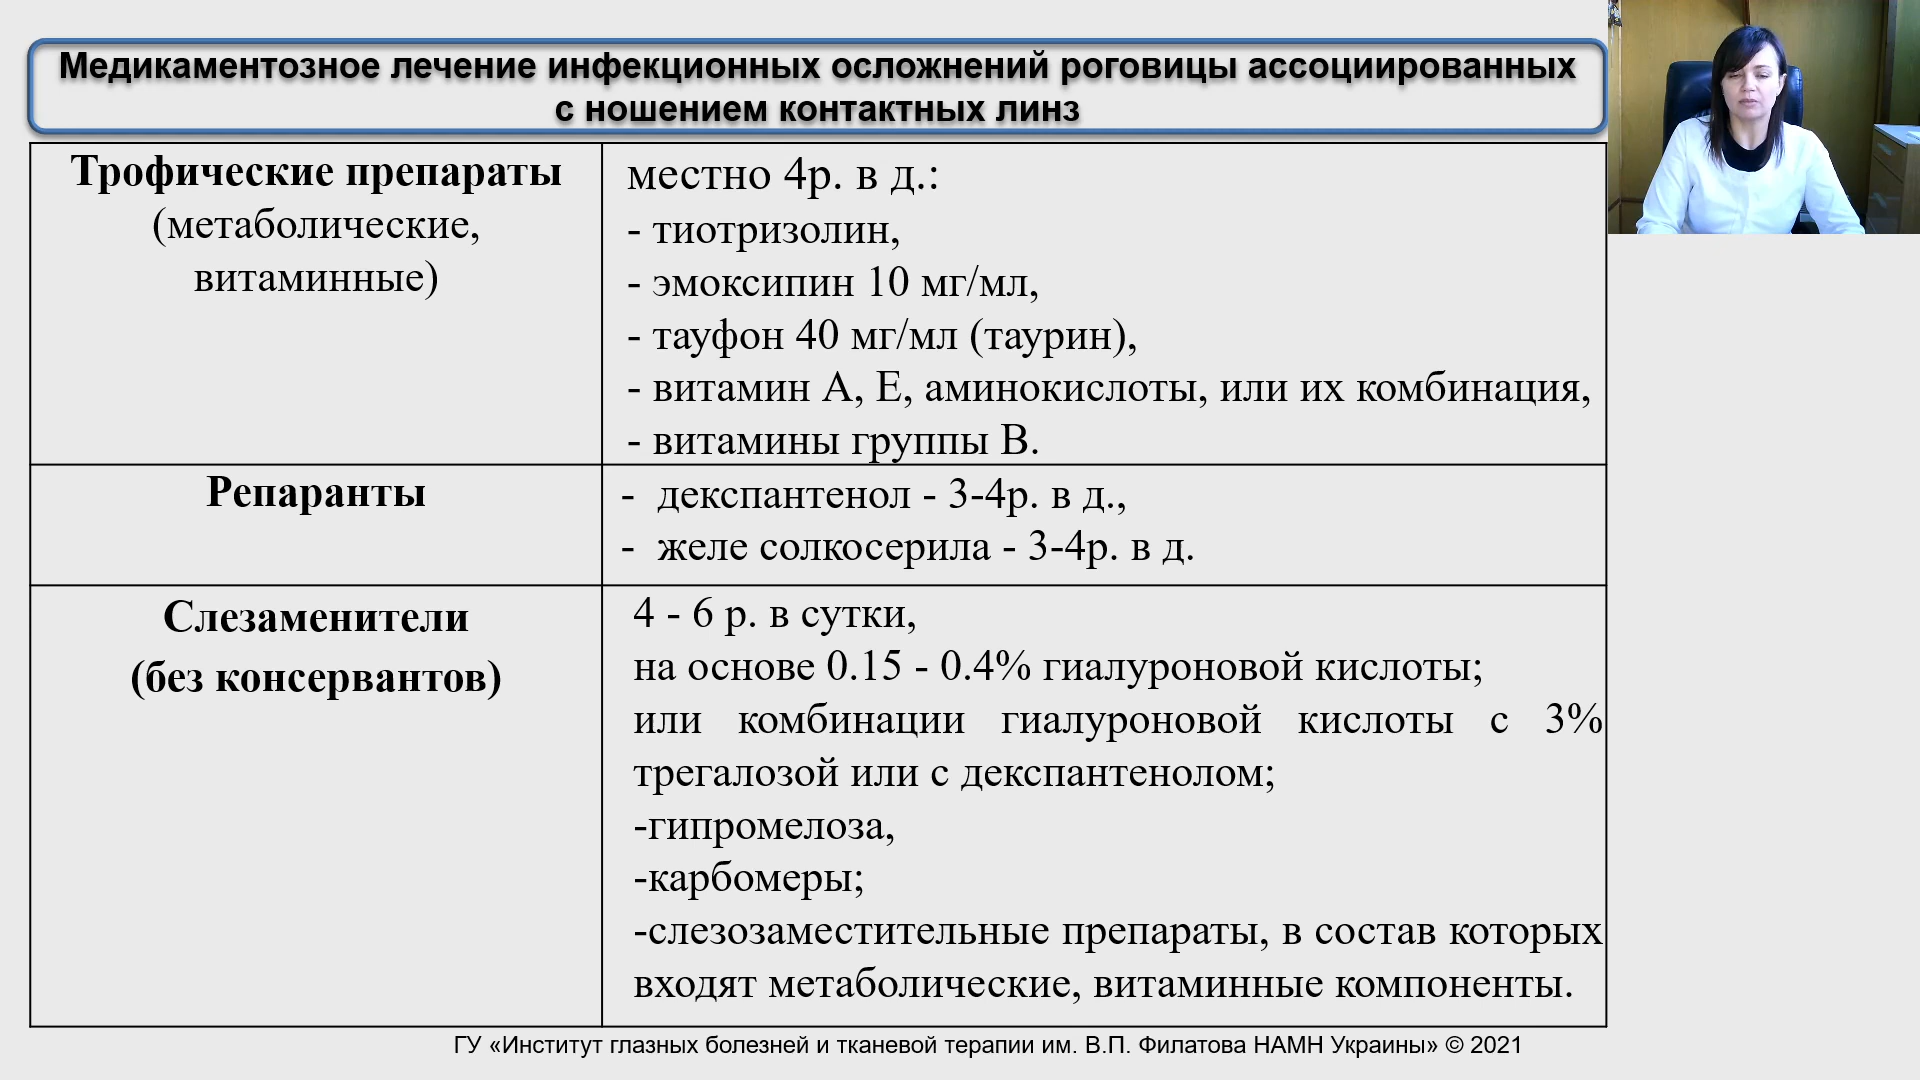 Медикаментозное лечение инфекционных осложнений роговицы ассоциированных
с ношением контактных линз
Трофические препараты
(метаболические,
витаминные)
местно 4р. в д.:
- тиотризолин,
- эмоксипин 10 мг/мл,
- тауфон 40 мг/мл (таурин),
- витамин А, Е, аминокислоты, или их комбинация,
- витамины группы В.
Репаранты
- декспантенол - 3-4р. в д.,
- желе солкосерила - 3-4р. в д.
Слезаменители
(без консервантов)
4 - 6 р. в сутки,
на основе 0.15 - 0.4% гиалуроновой кислоты;
или комбинации гиалуроновой кислоты с 3%
трегалозой или с декспантенолом;
-гипромелоза,
-карбомеры;
-слезозаместительные препараты, в состав которых
входят метаболические, витаминные компоненты.
ГУ «Институт глазных болезней и тканевой терапии им. В.П. Филатова НАМН Украины» © 2021